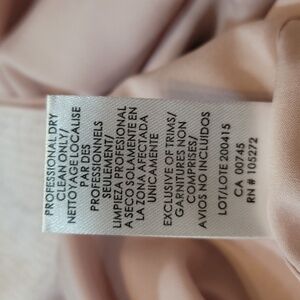 PROFESSIONAL DRY
CLEAN ONLY/
NETTOYAGE LOCALISE
PAR DES
PROFESSIONNELS
SEULEMENT/
LIMPIEZA PROFESIONAL
A SECO SOLAMENTE EN
LA ZONA AFECTADA
UNICAMENTE
EXCLUSIVE OF TRIMS/
GARNITURES NON
COMPRISES/
AVIOS NO INCLUIDOS
LOT/LOTE 200415
CA 00745
RN # 105272